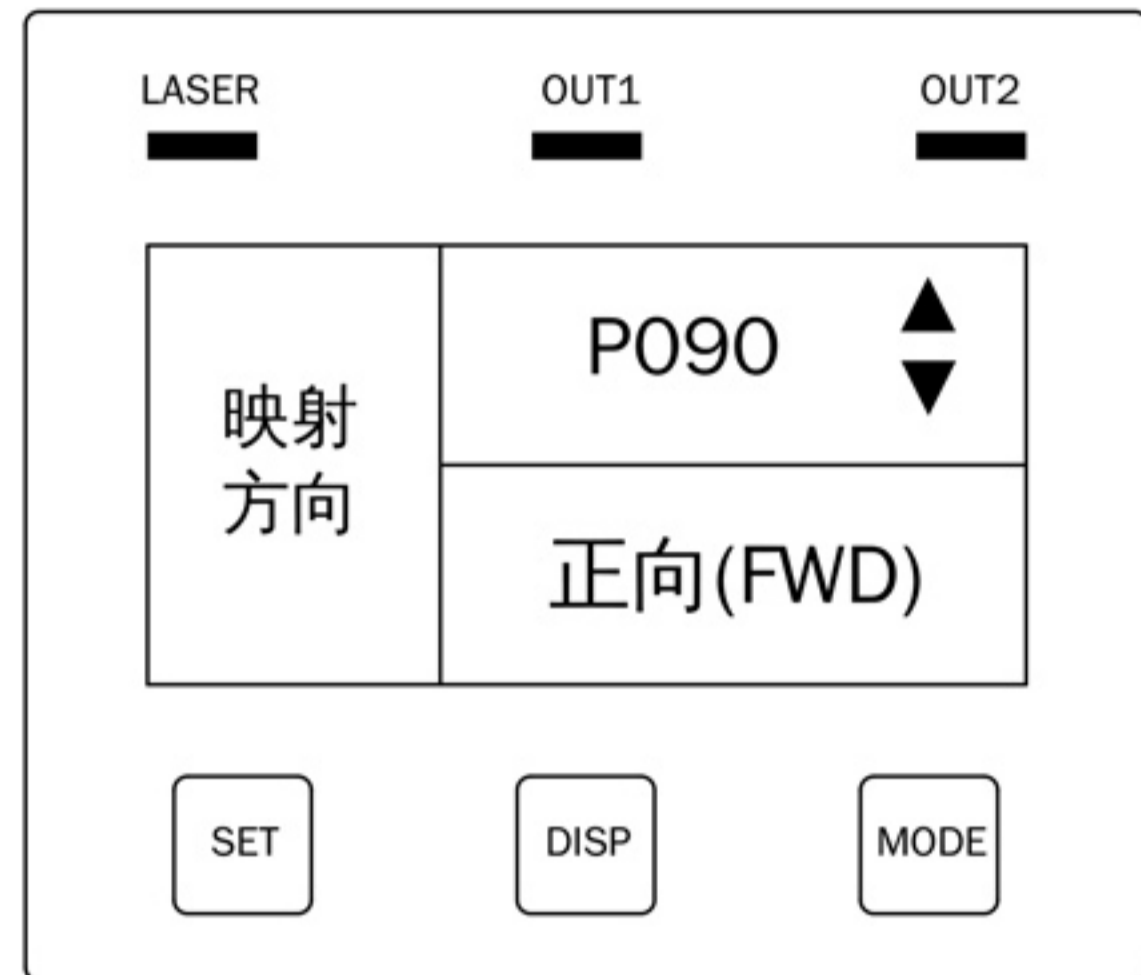 LASER OUT1 OUT2
映射
方向
P090
正向(FWD)
SET DISP MODE